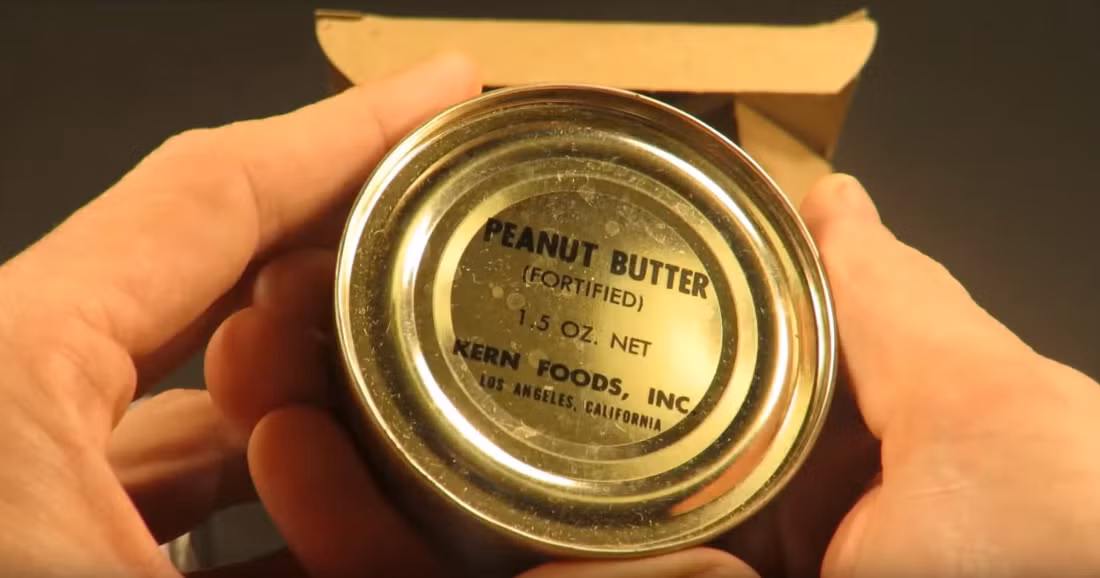 PEANUT BUTTER
(FORTIFIED)
1.5 OZ. NET
KERN FOODS, INC
LOS ANGELES, CALIFORNIA